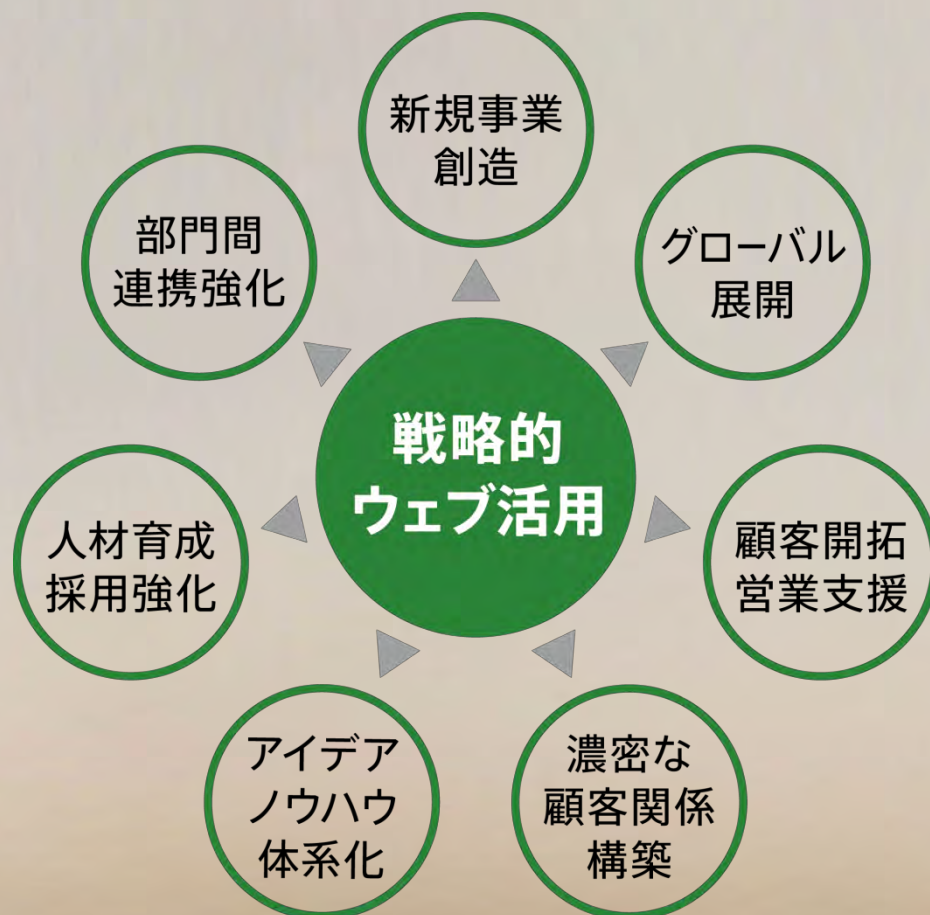 新規事業
創造
グローバル
展開
顧客開拓
営業支援
濃密な
顧客関係
構築
アイデア
ノウハウ
体系化
人材育成
採用強化
部門間
連携強化
戦略的
ウェブ活用